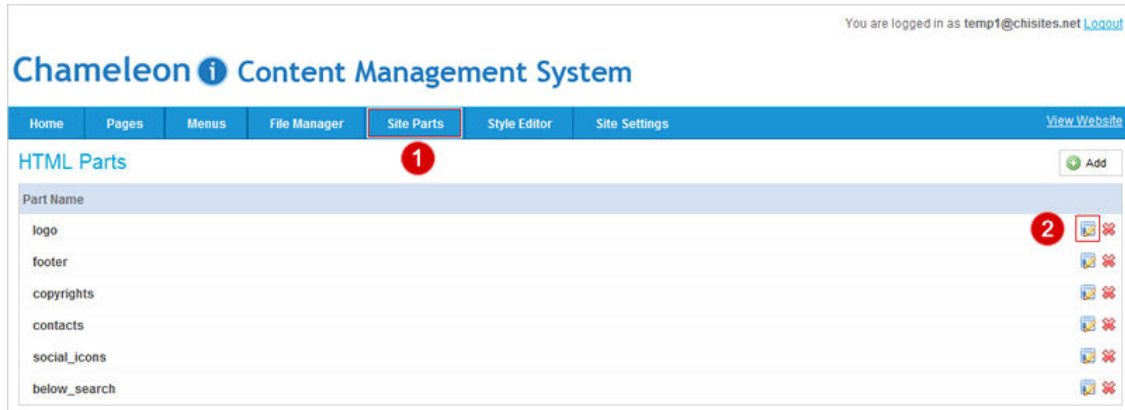 You are logged in as temp1@chisites.net Logout
Chameleon i Content Management System
Home Pages Menus File Manager Site Parts Style Editor Site Settings View Website
1
HTML Parts Add
Part Name
logo 2
footer
copyrights
contacts
social_icons
below_search